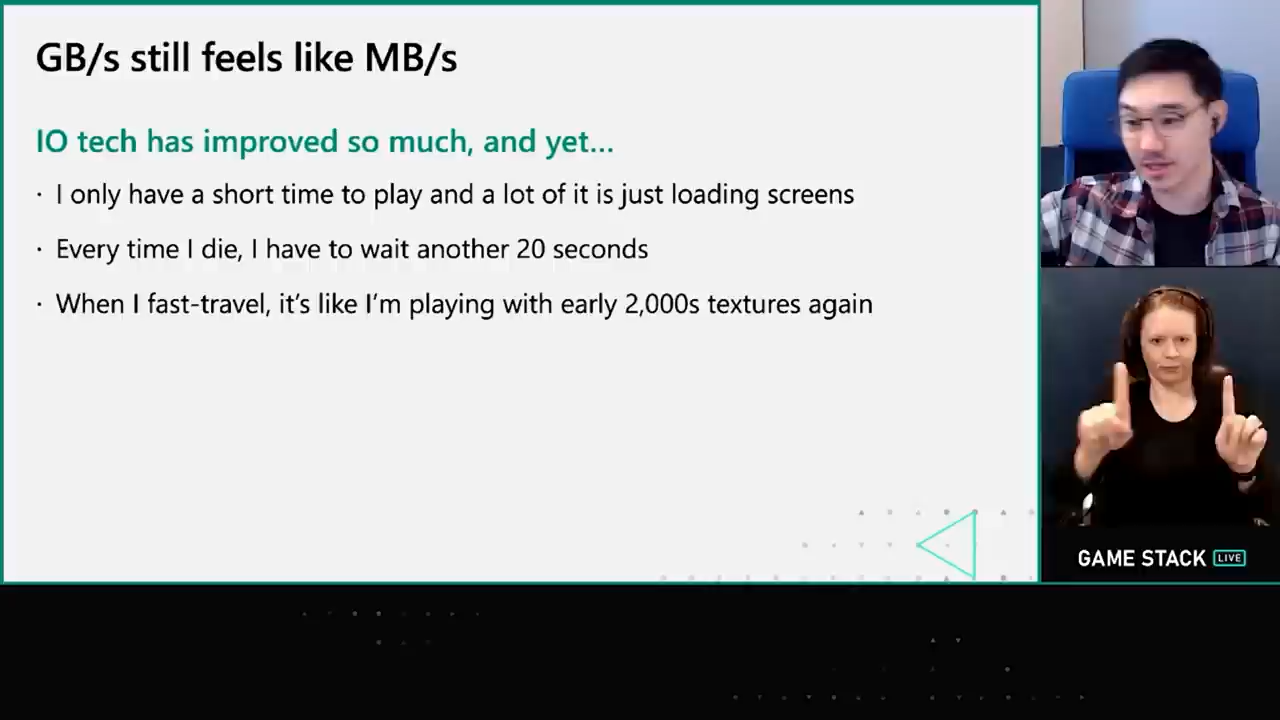 GB/s still feels like MB/s
IO tech has improved so much, and yet...
· I only have a short time to play and a lot of it is just loading screens
· Every time I die, I have to wait another 20 seconds
· When I fast-travel, it's like I'm playing with early 2,000s textures again
GAME STACK LIVE